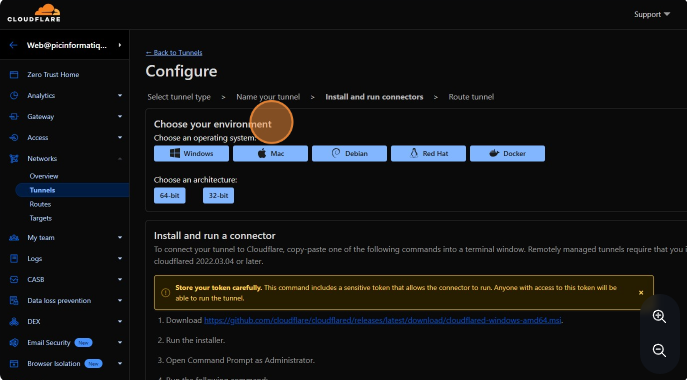 CLOUDFLARE
Support
Web@picinformatiq...
Zero Trust Home
Analytics
Gateway
Access
Networks
Overview
Tunnels
Routes
Targets
My team
Logs
CASB
Data loss prevention
DEX
Email Security New
Browser Isolation New
← Back to Tunnels
Configure
Select tunnel type > Name your tunnel > Install and run connectors > Route tunnel
Choose your environment
Choose an operating system:
Windows Mac Debian Red Hat Docker
Choose an architecture:
64-bit 32-bit
Install and run a connector
To connect your tunnel to Cloudflare, copy-paste one of the following commands into a terminal window. Remotely managed tunnels require that you i
cloudflared 2022.03.04 or later.
Store your token carefully. This command includes a sensitive token that allows the connector to run. Anyone with access to this token will be
able to run the tunnel.
1. Download https://github.com/cloudflare/cloudflared/releases/latest/download/cloudflared-windows-amd64.msi.
2. Run the installer.
3. Open Command Prompt as Administrator.
4. Run the following command: